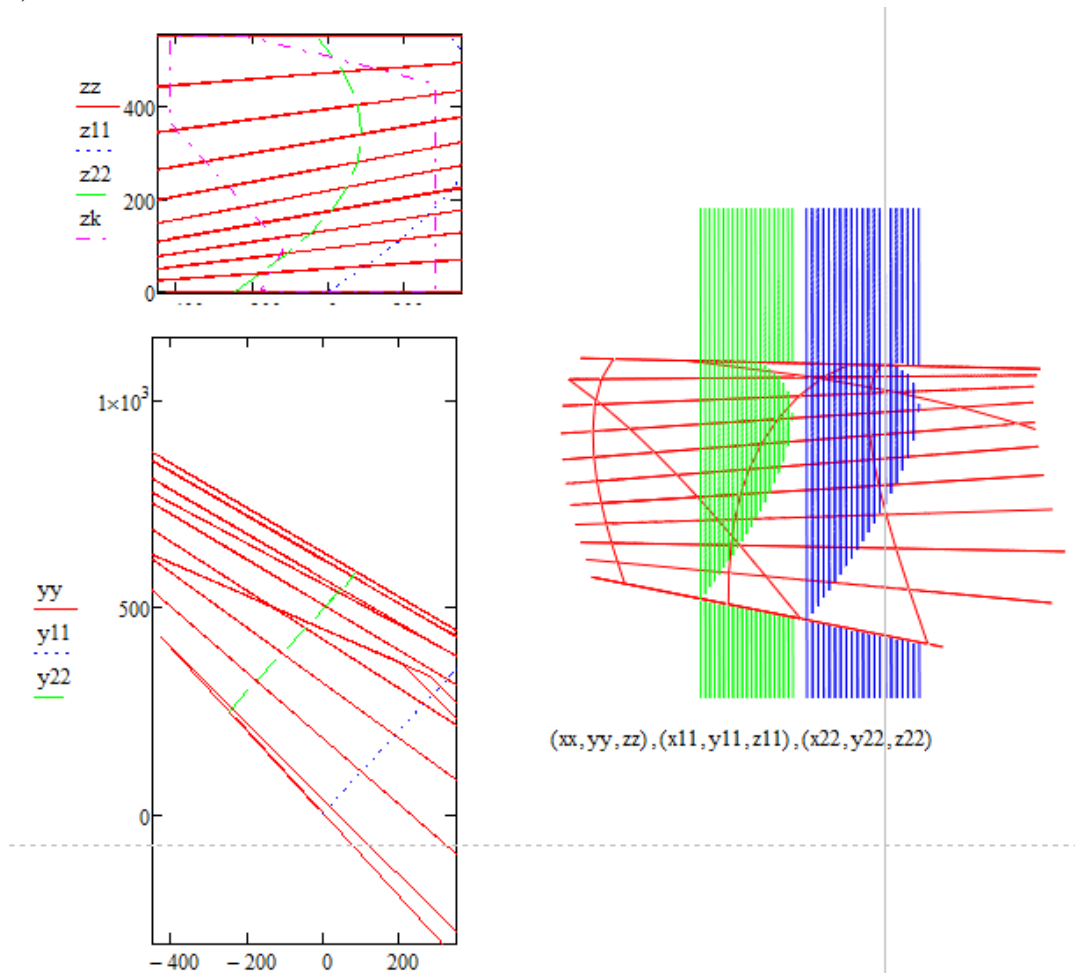 zz
z11
z22
zk
400
200
0
0
1×10³
500
0
yy
y11
y22
− 400
− 200
0
200
(xx, yy, zz), (x11, y11, z11), (x22, y22, z22)